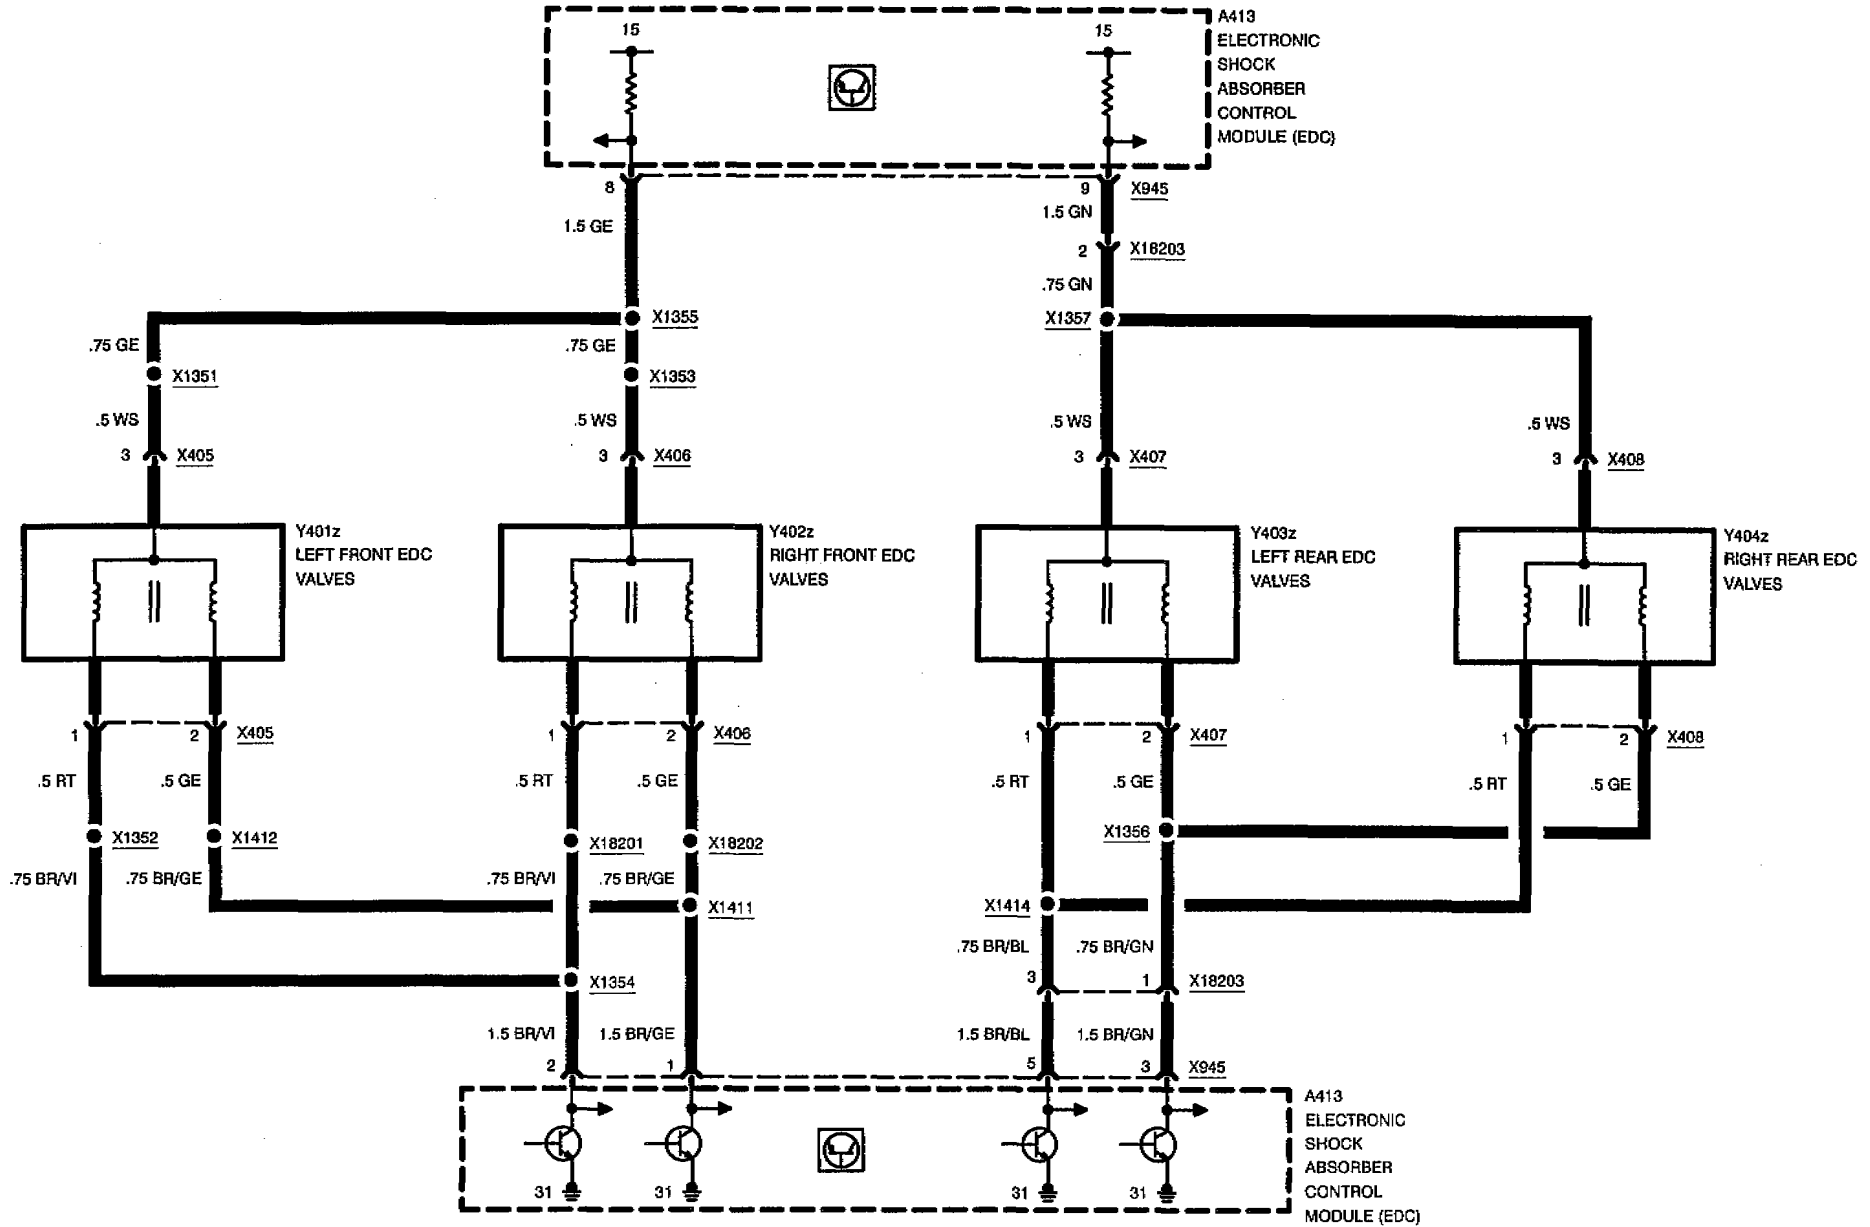 A413
ELECTRONIC
SHOCK
ABSORBER
CONTROL
MODULE (EDC)
15 15
8 9 X945
1.5 GE 1.5 GN
2 X18203
.75 GN
X1355 X1357
.75 GE .75 GE
X1351 X1353
.5 WS .5 WS .5 WS .5 WS
3 X405 3 X406 3 X407 3 X408
Y401z
LEFT FRONT EDC
VALVES
Y402z
RIGHT FRONT EDC
VALVES
Y403z
LEFT REAR EDC
VALVES
Y404z
RIGHT REAR EDC
VALVES
1 2 X405 1 2 X406 1 2 X407 1 2 X408
.5 RT .5 GE .5 RT .5 GE .5 RT .5 GE .5 RT .5 GE
X1352 X1412 X18201 X18202 X1356
.75 BR/VI .75 BR/GE .75 BR/VI .75 BR/GE
X1411 X1414
.75 BR/BL .75 BR/GN
X1354 3 1 X18203
1.5 BR/VI 1.5 BR/GE 1.5 BR/BL 1.5 BR/GN
2 1 5 3 X945
31 31 31 31
A413
ELECTRONIC
SHOCK
ABSORBER
CONTROL
MODULE (EDC)